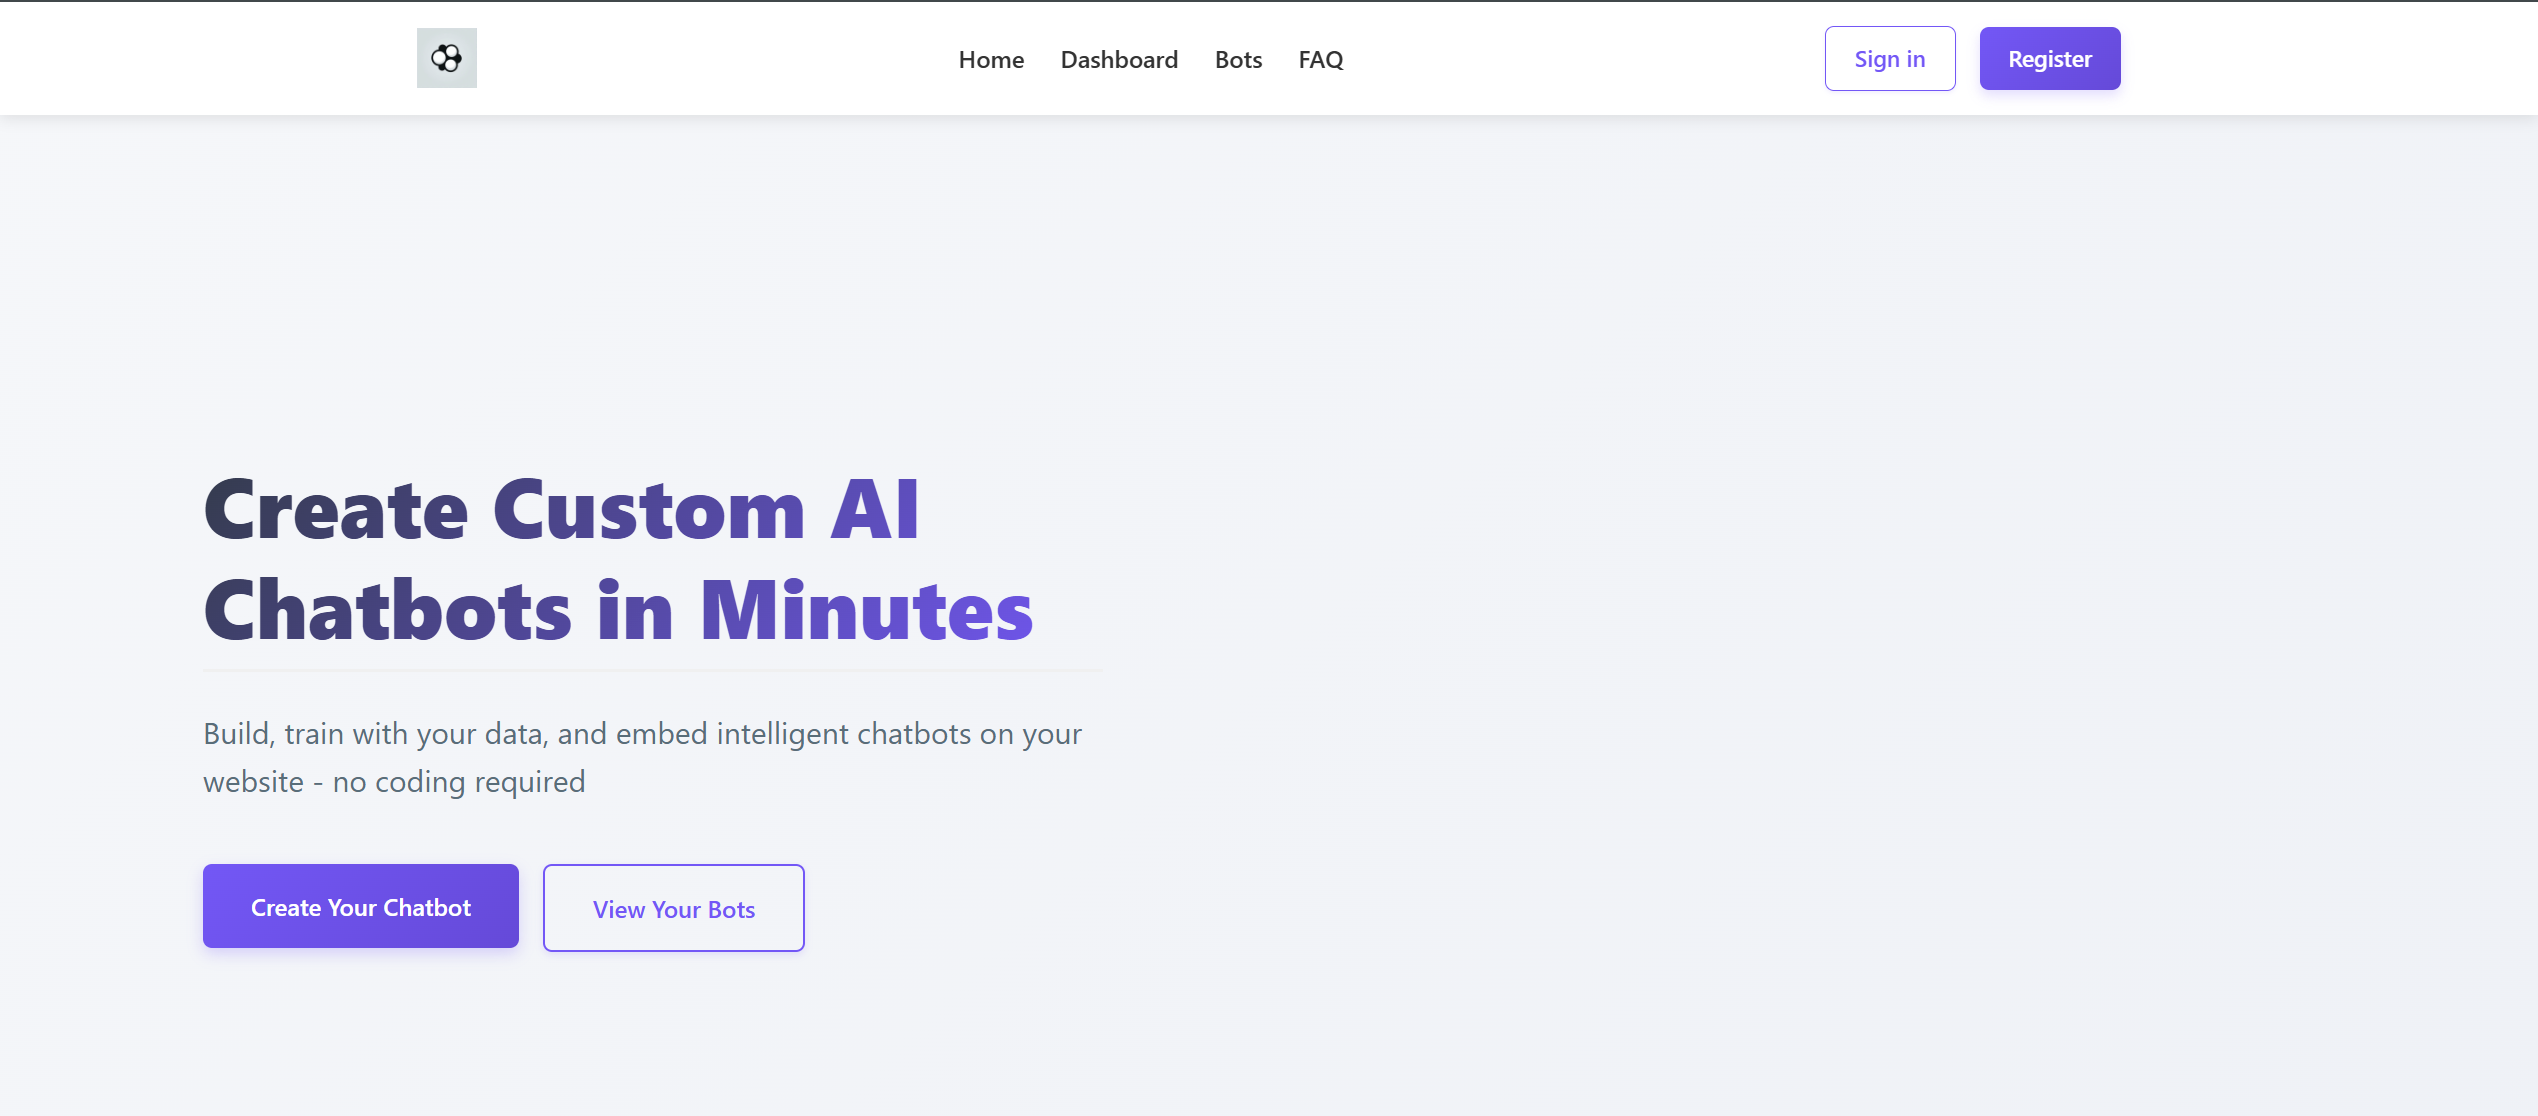 Home Dashboard Bots FAQ Sign in Register
Create Custom AI
Chatbots in Minutes
Build, train with your data, and embed intelligent chatbots on your
website - no coding required
Create Your Chatbot View Your Bots